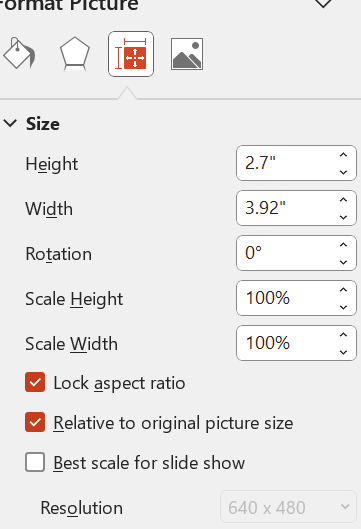 Format Picture
Size
Height 2.7"
Width 3.92"
Rotation 0°
Scale Height 100%
Scale Width 100%
Lock aspect ratio
Relative to original picture size
Best scale for slide show
Resolution 640 x 480